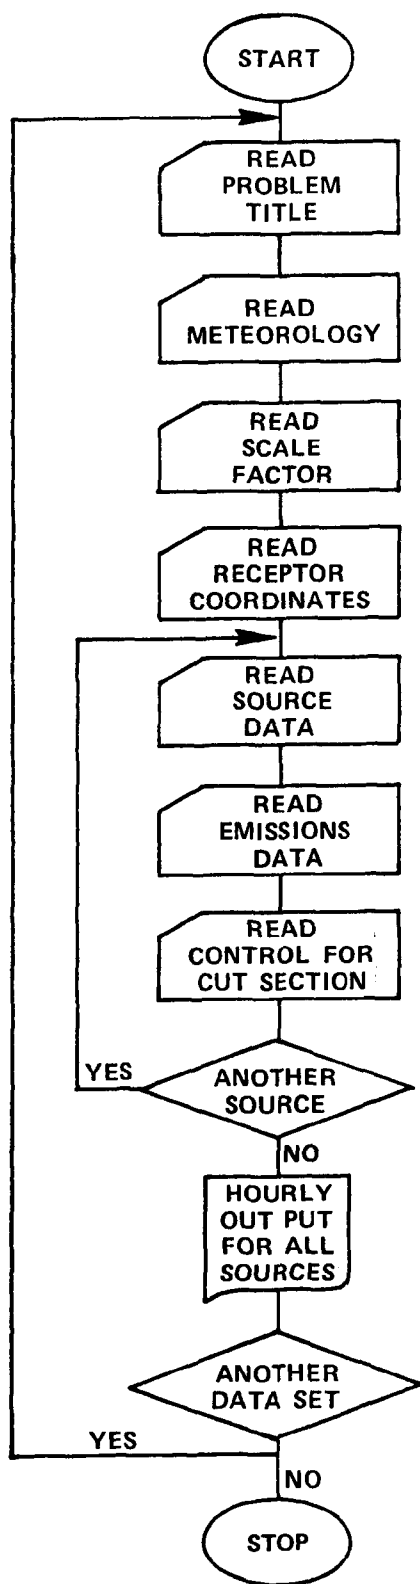 START
READ
PROBLEM
TITLE
READ
METEOROLOGY
READ
SCALE
FACTOR
READ
RECEPTOR
COORDINATES
READ
SOURCE
DATA
READ
EMISSIONS
DATA
READ
CONTROL FOR
CUT SECTION
YES
ANOTHER
SOURCE
NO
HOURLY
OUT PUT
FOR ALL
SOURCES
ANOTHER
DATA SET
YES
NO
STOP